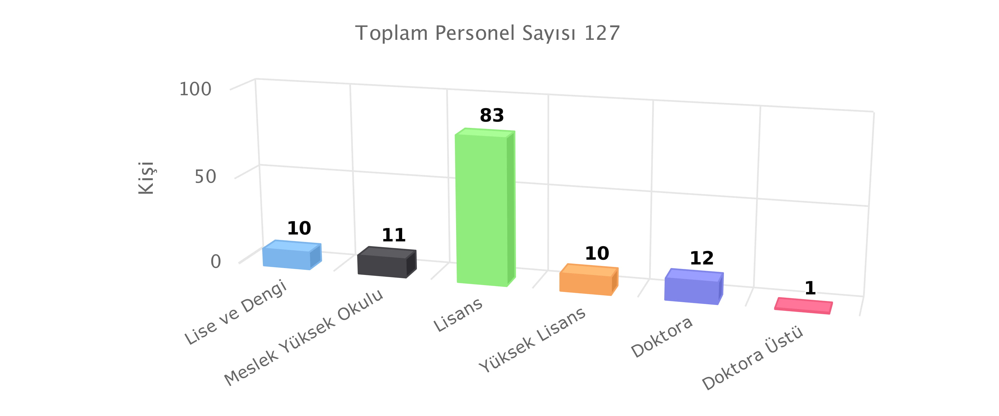 Toplam Personel Sayısı 127
100
50
0
Kişi
10
11
83
10
12
1
Lise ve Dengi
Meslek Yüksek Okulu
Lisans
Yüksek Lisans
Doktora
Doktora Üstü